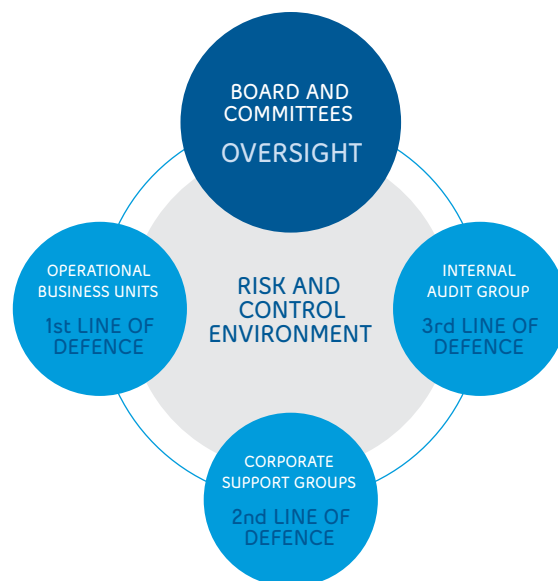 BOARD AND
COMMITTEES
OVERSIGHT
OPERATIONAL
BUSINESS UNITS
1st LINE OF
DEFENCE
RISK AND
CONTROL
ENVIRONMENT
INTERNAL
AUDIT GROUP
3rd LINE OF
DEFENCE
CORPORATE
SUPPORT GROUPS
2nd LINE OF
DEFENCE